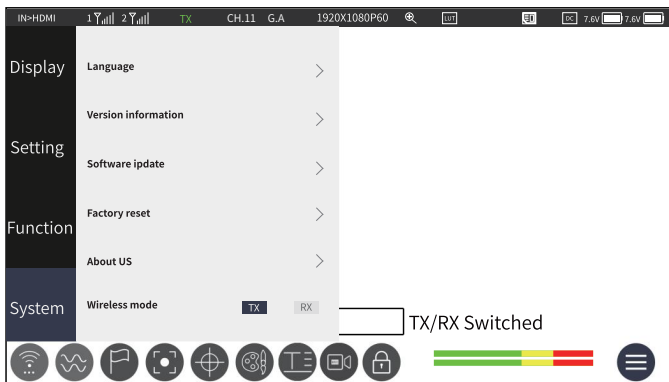 IN>HDMI 1 2 TX CH.11 G.A 1920X1080P60 LUT DC 7.6V 7.6V
Display
Language
Version information
Setting
Software ipdate
Factory reset
Function
About US
System
Wireless mode TX RX
TX/RX Switched